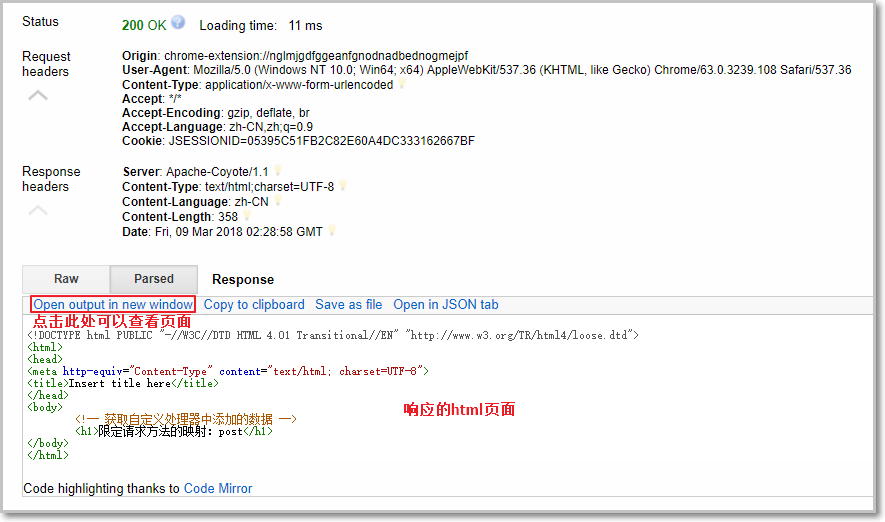 Status 200 OK Loading time: 11 ms
Request headers
Origin: chrome-extension://nglmjgdfggeanfgnodnadbednogmejpf
User-Agent: Mozilla/5.0 (Windows NT 10.0; Win64; x64) AppleWebKit/537.36 (KHTML, like Gecko) Chrome/63.0.3239.108 Safari/537.36
Content-Type: application/x-www-form-urlencoded
Accept: */*
Accept-Encoding: gzip, deflate, br
Accept-Language: zh-CN,zh;q=0.9
Cookie: JSESSIONID=05395C51FB2C82E60A4DC333162667BF
Response headers
Server: Apache-Coyote/1.1
Content-Type: text/html;charset=UTF-8
Content-Language: zh-CN
Content-Length: 358
Date: Fri, 09 Mar 2018 02:28:58 GMT
Raw Parsed Response
Open output in new window Copy to clipboard Save as file Open in JSON tab
点击此处可以查看页面
<!DOCTYPE html PUBLIC "-//W3C//DTD HTML 4.01 Transitional//EN" "http://www.w3.org/TR/html4/loose.dtd">
<html>
<head>
<meta http-equiv="Content-Type" content="text/html; charset=UTF-8">
<title>Insert title here</title>
</head>
<body>
<!-- 获取自定义处理器中添加的数据 -->
响应的html页面
<h1>限定请求方法的映射：post</h1>
</body>
</html>
Code highlighting thanks to Code Mirror